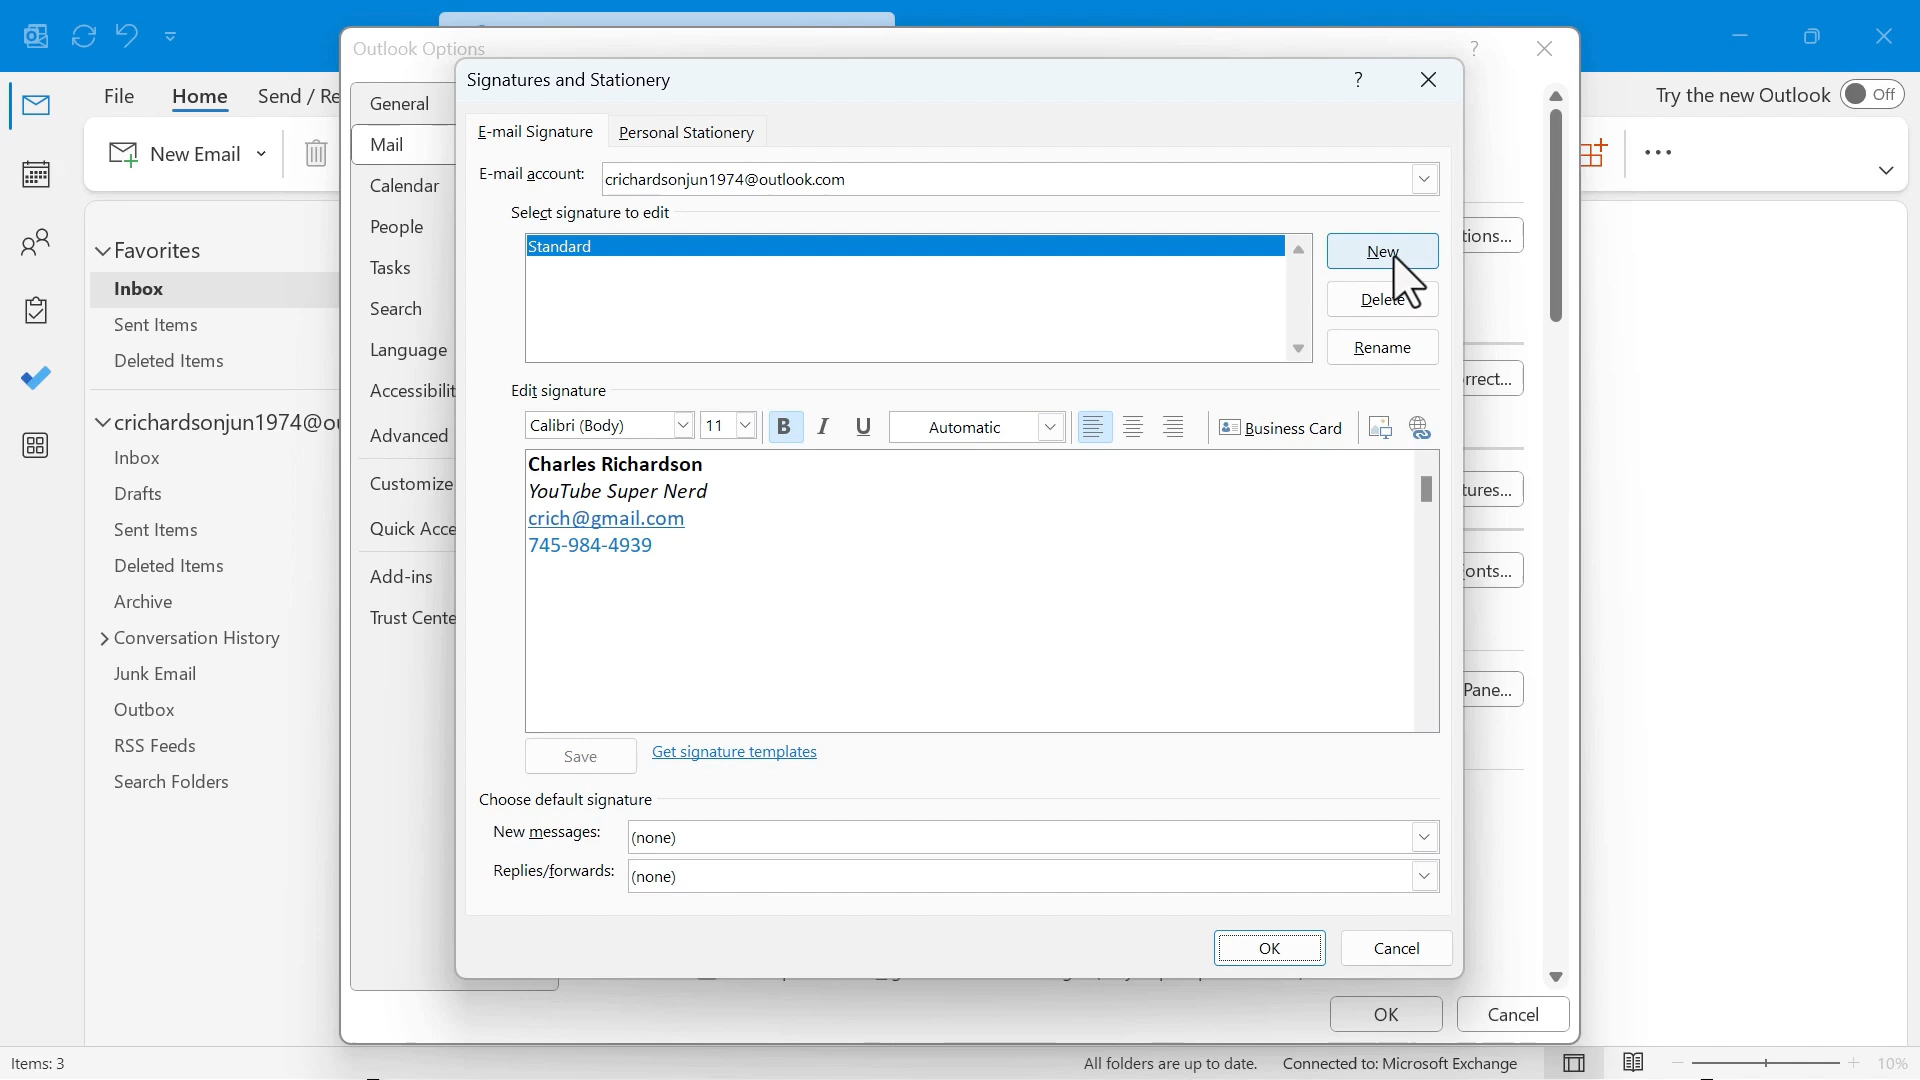 Outlook Options
?
Signatures and Stationery
?
File
Home
Send / Re
Try the new Outlook
Off
New Email
General
Mail
Calendar
People
Tasks
Search
Language
Accessibilit
Advanced
Customize
Quick Acce
Add-ins
Trust Cente
E-mail Signature
Personal Stationery
E-mail account:
crichardsonjun1974@outlook.com
Select signature to edit
Standard
New
Delete
Rename
Edit signature
Calibri (Body)
11
B
I
U
Automatic
Business Card
Charles Richardson
YouTube Super Nerd
crich@gmail.com
745-984-4939
Save
Get signature templates
Choose default signature
New messages:
(none)
Replies/forwards:
(none)
OK
Cancel
tions...
rrect...
tures...
onts...
Pane...
OK
Cancel
Favorites
Inbox
Sent Items
Deleted Items
crichardsonjun1974@ou
Inbox
Drafts
Sent Items
Deleted Items
Archive
Conversation History
Junk Email
Outbox
RSS Feeds
Search Folders
Items: 3
All folders are up to date.
Connected to: Microsoft Exchange
10%